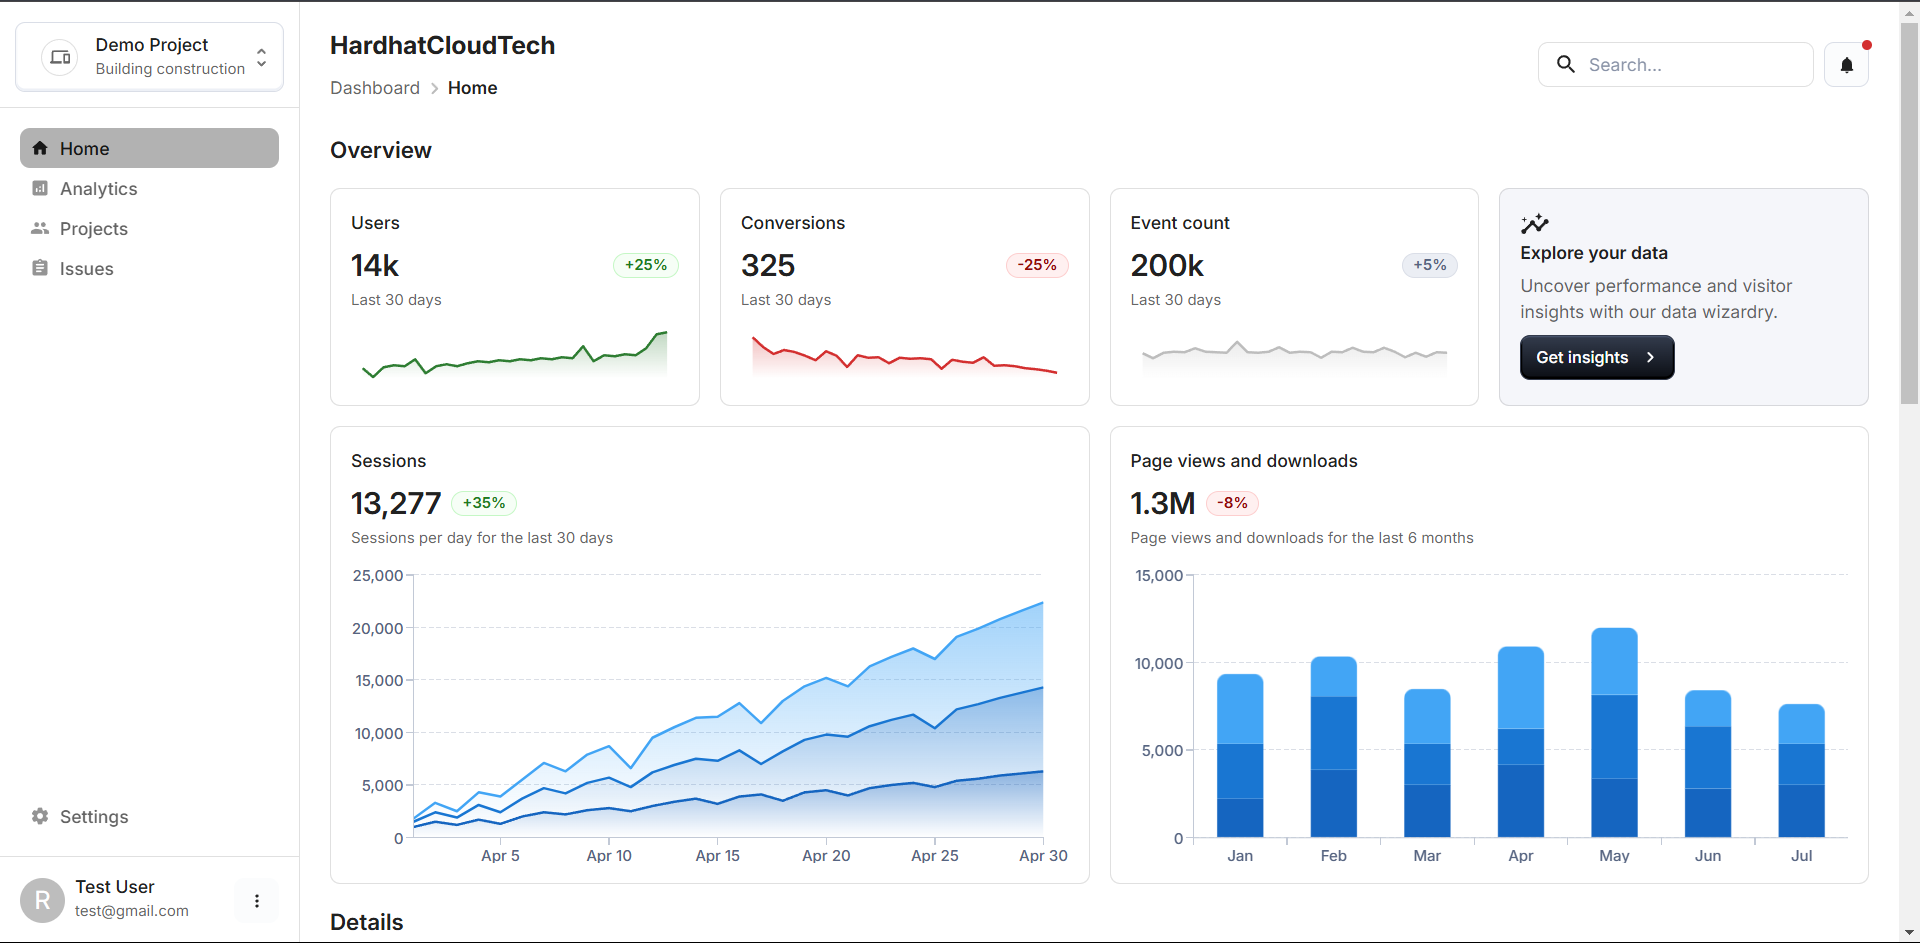 Demo Project
Building construction
Home
Analytics
Projects
Issues
Settings
R
Test User
test@gmail.com
HardhatCloudTech
Dashboard > Home
Search...
Overview
Users
14k
+25%
Last 30 days
Conversions
325
-25%
Last 30 days
Event count
200k
+5%
Last 30 days
Explore your data
Uncover performance and visitor
insights with our data wizardry.
Get insights
Sessions
13,277 +35%
Sessions per day for the last 30 days
25,000
20,000
15,000
10,000
5,000
0
Apr 5 Apr 10 Apr 15 Apr 20 Apr 25 Apr 30
Page views and downloads
1.3M -8%
Page views and downloads for the last 6 months
15,000
10,000
5,000
0
Jan Feb Mar Apr May Jun Jul
Details